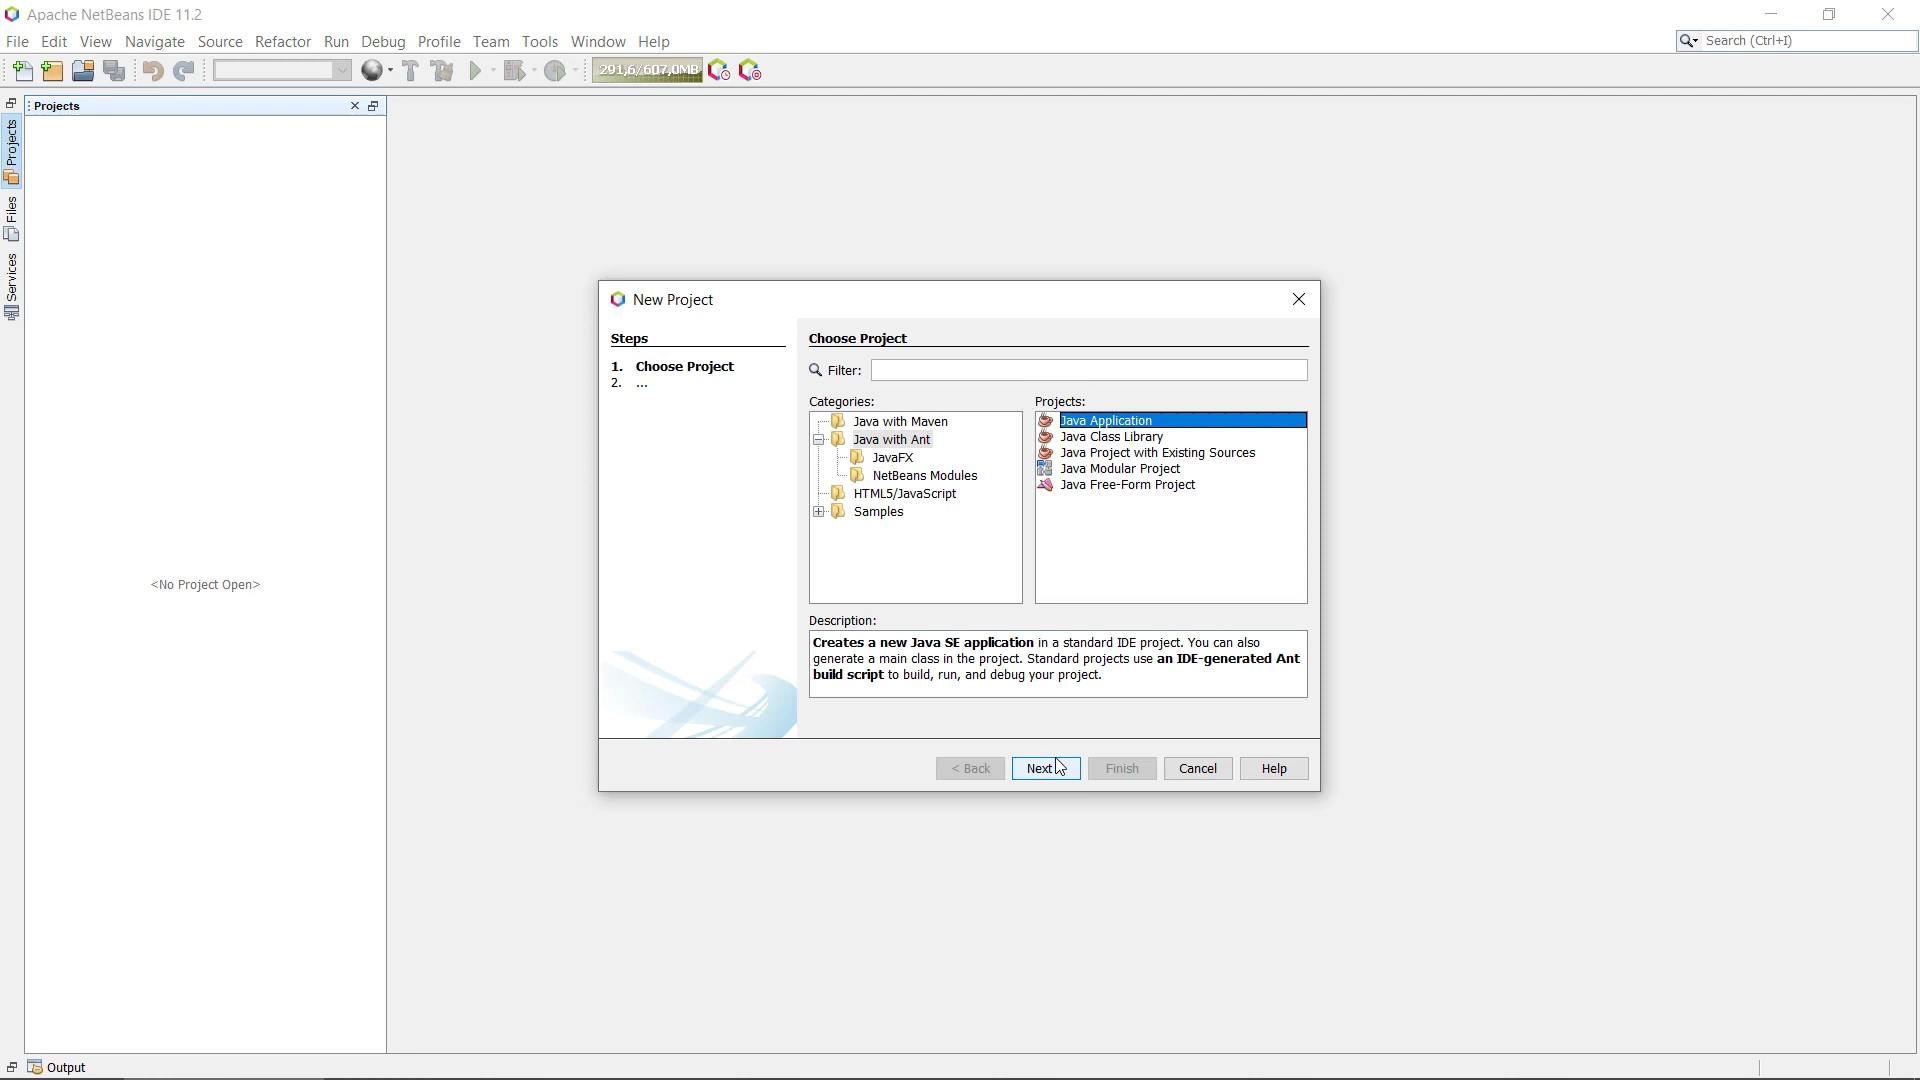 Apache NetBeans IDE 11.2
File Edit View Navigate Source Refactor Run Debug Profile Team Tools Window Help
Search (Ctrl+I)
291,6/607,0MB
Projects
Projects
Files
Services
<No Project Open>
New Project
Steps
1. Choose Project
2. ...
Choose Project
Filter:
Categories:
Java with Maven
Java with Ant
JavaFX
NetBeans Modules
HTML5/JavaScript
Samples
Projects:
Java Application
Java Class Library
Java Project with Existing Sources
Java Modular Project
Java Free-Form Project
Description:
Creates a new Java SE application in a standard IDE project. You can also
generate a main class in the project. Standard projects use an IDE-generated Ant
build script to build, run, and debug your project.
< Back Next Finish Cancel Help
Output